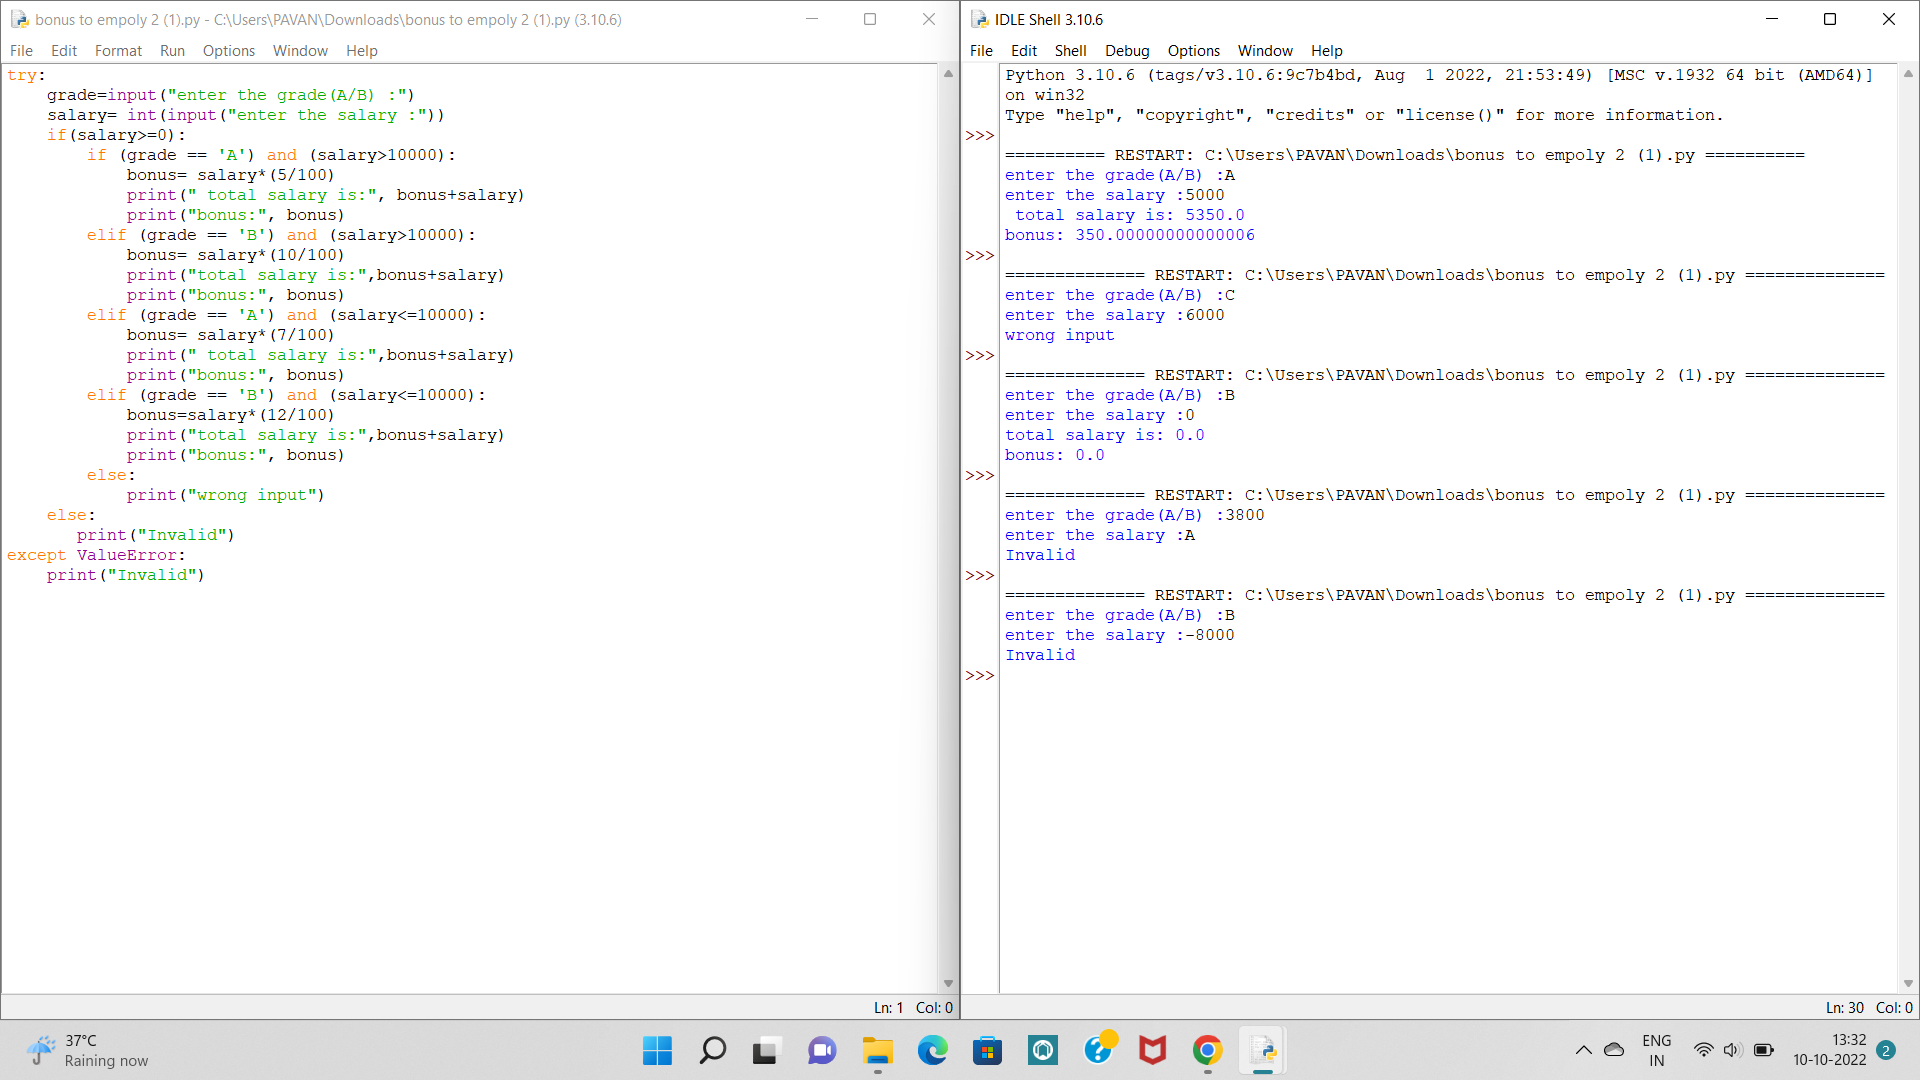 bonus to empoly 2 (1).py - C:\Users\PAVAN\Downloads\bonus to empoly 2 (1).py (3.10.6)
File Edit Format Run Options Window Help
try:
    grade=input("enter the grade(A/B) :")
    salary= int(input("enter the salary :"))
    if(salary>=0):
        if (grade == 'A') and (salary>10000):
            bonus= salary*(5/100)
            print(" total salary is:", bonus+salary)
            print("bonus:", bonus)
        elif (grade == 'B') and (salary>10000):
            bonus= salary*(10/100)
            print("total salary is:",bonus+salary)
            print("bonus:", bonus)
        elif (grade == 'A') and (salary<=10000):
            bonus= salary*(7/100)
            print(" total salary is:",bonus+salary)
            print("bonus:", bonus)
        elif (grade == 'B') and (salary<=10000):
            bonus=salary*(12/100)
            print("total salary is:",bonus+salary)
            print("bonus:", bonus)
        else:
            print("wrong input")
    else:
       print("Invalid")
except ValueError:
    print("Invalid")
Ln: 1 Col: 0
IDLE Shell 3.10.6
File Edit Shell Debug Options Window Help
Python 3.10.6 (tags/v3.10.6:9c7b4bd, Aug  1 2022, 21:53:49) [MSC v.1932 64 bit (AMD64)]
on win32
Type "help", "copyright", "credits" or "license()" for more information.
>>>
========== RESTART: C:\Users\PAVAN\Downloads\bonus to empoly 2 (1).py ==========
enter the grade(A/B) :A
enter the salary :5000
 total salary is: 5350.0
bonus: 350.00000000000006
>>>
============== RESTART: C:\Users\PAVAN\Downloads\bonus to empoly 2 (1).py ==============
enter the grade(A/B) :C
enter the salary :6000
wrong input
>>>
============== RESTART: C:\Users\PAVAN\Downloads\bonus to empoly 2 (1).py ==============
enter the grade(A/B) :B
enter the salary :0
total salary is: 0.0
bonus: 0.0
>>>
============== RESTART: C:\Users\PAVAN\Downloads\bonus to empoly 2 (1).py ==============
enter the grade(A/B) :3800
enter the salary :A
Invalid
>>>
============== RESTART: C:\Users\PAVAN\Downloads\bonus to empoly 2 (1).py ==============
enter the grade(A/B) :B
enter the salary :-8000
Invalid
>>>
Ln: 30 Col: 0
37°C
Raining now
ENG
IN
13:32
10-10-2022
2